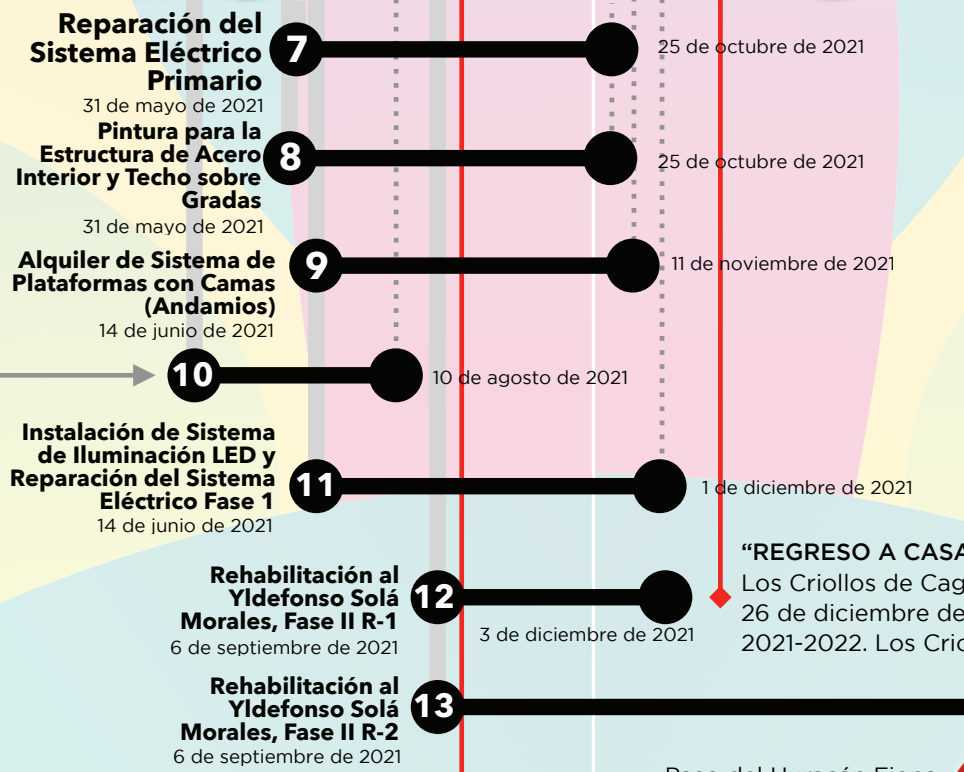 Reparación del
Sistema Eléctrico
Primario
31 de mayo de 2021
7
25 de octubre de 2021
Pintura para la
Estructura de Acero
Interior y Techo sobre
Gradas
31 de mayo de 2021
8
25 de octubre de 2021
Alquiler de Sistema de
Plataformas con Camas
(Andamios)
14 de junio de 2021
9
11 de noviembre de 2021
10
10 de agosto de 2021
Instalación de Sistema
de Iluminación LED y
Reparación del Sistema
Eléctrico Fase 1
14 de junio de 2021
11
1 de diciembre de 2021
Rehabilitación al
Yldefonso Solá
Morales, Fase II R-1
6 de septiembre de 2021
12
3 de diciembre de 2021
“REGRESO A CASA
Los Criollos de Cag
26 de diciembre de
2021-2022. Los Crio
Rehabilitación al
Yldefonso Solá
Morales, Fase II R-2
6 de septiembre de 2021
13